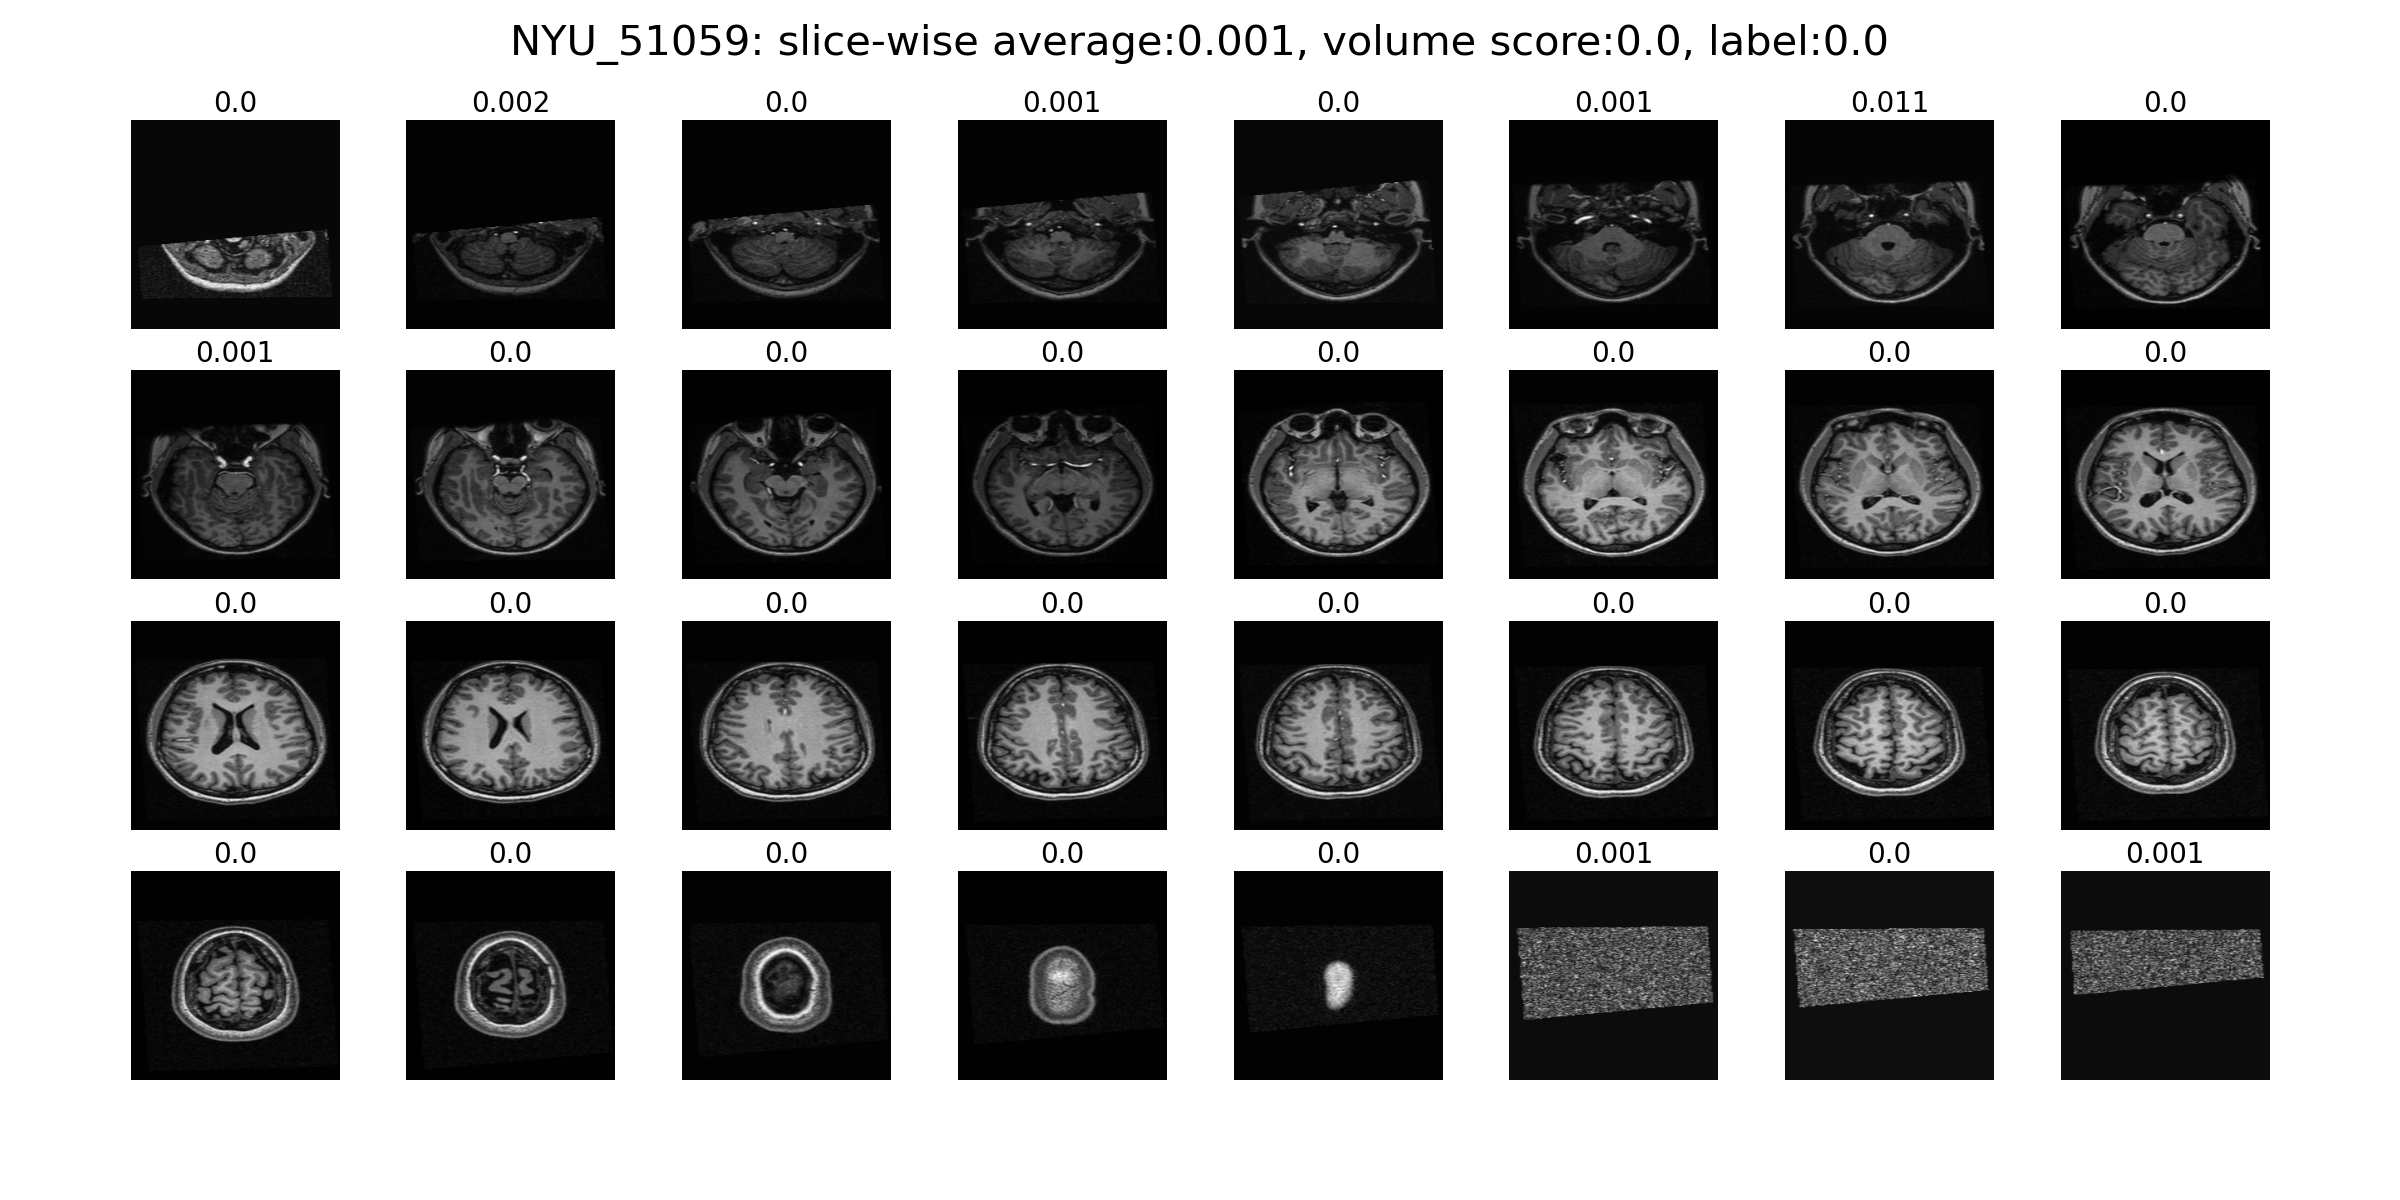 NYU_51059: slice-wise average:0.001, volume score:0.0, label:0.0
0.0 0.002 0.0 0.001 0.0 0.001 0.011 0.0
0.001 0.0 0.0 0.0 0.0 0.0 0.0 0.0
0.0 0.0 0.0 0.0 0.0 0.0 0.0 0.0
0.0 0.0 0.0 0.0 0.0 0.001 0.0 0.001